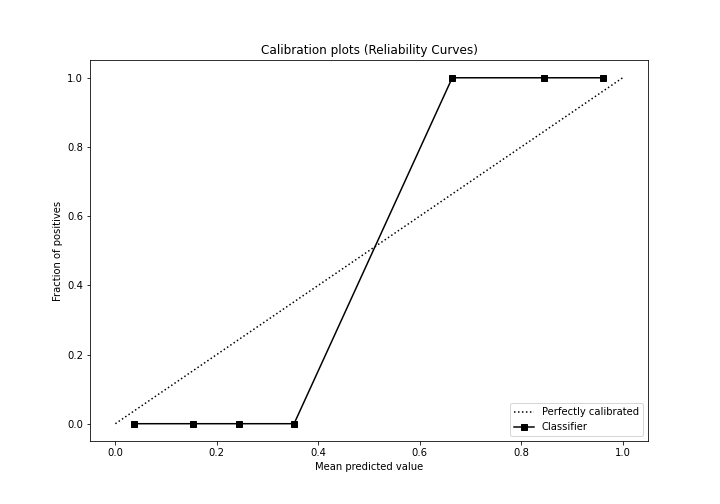 Calibration plots (Reliability Curves)
1.0
0.8
0.6
0.4
0.2
0.0
Fraction of positives
0.0 0.2 0.4 0.6 0.8 1.0
Mean predicted value
Perfectly calibrated
Classifier